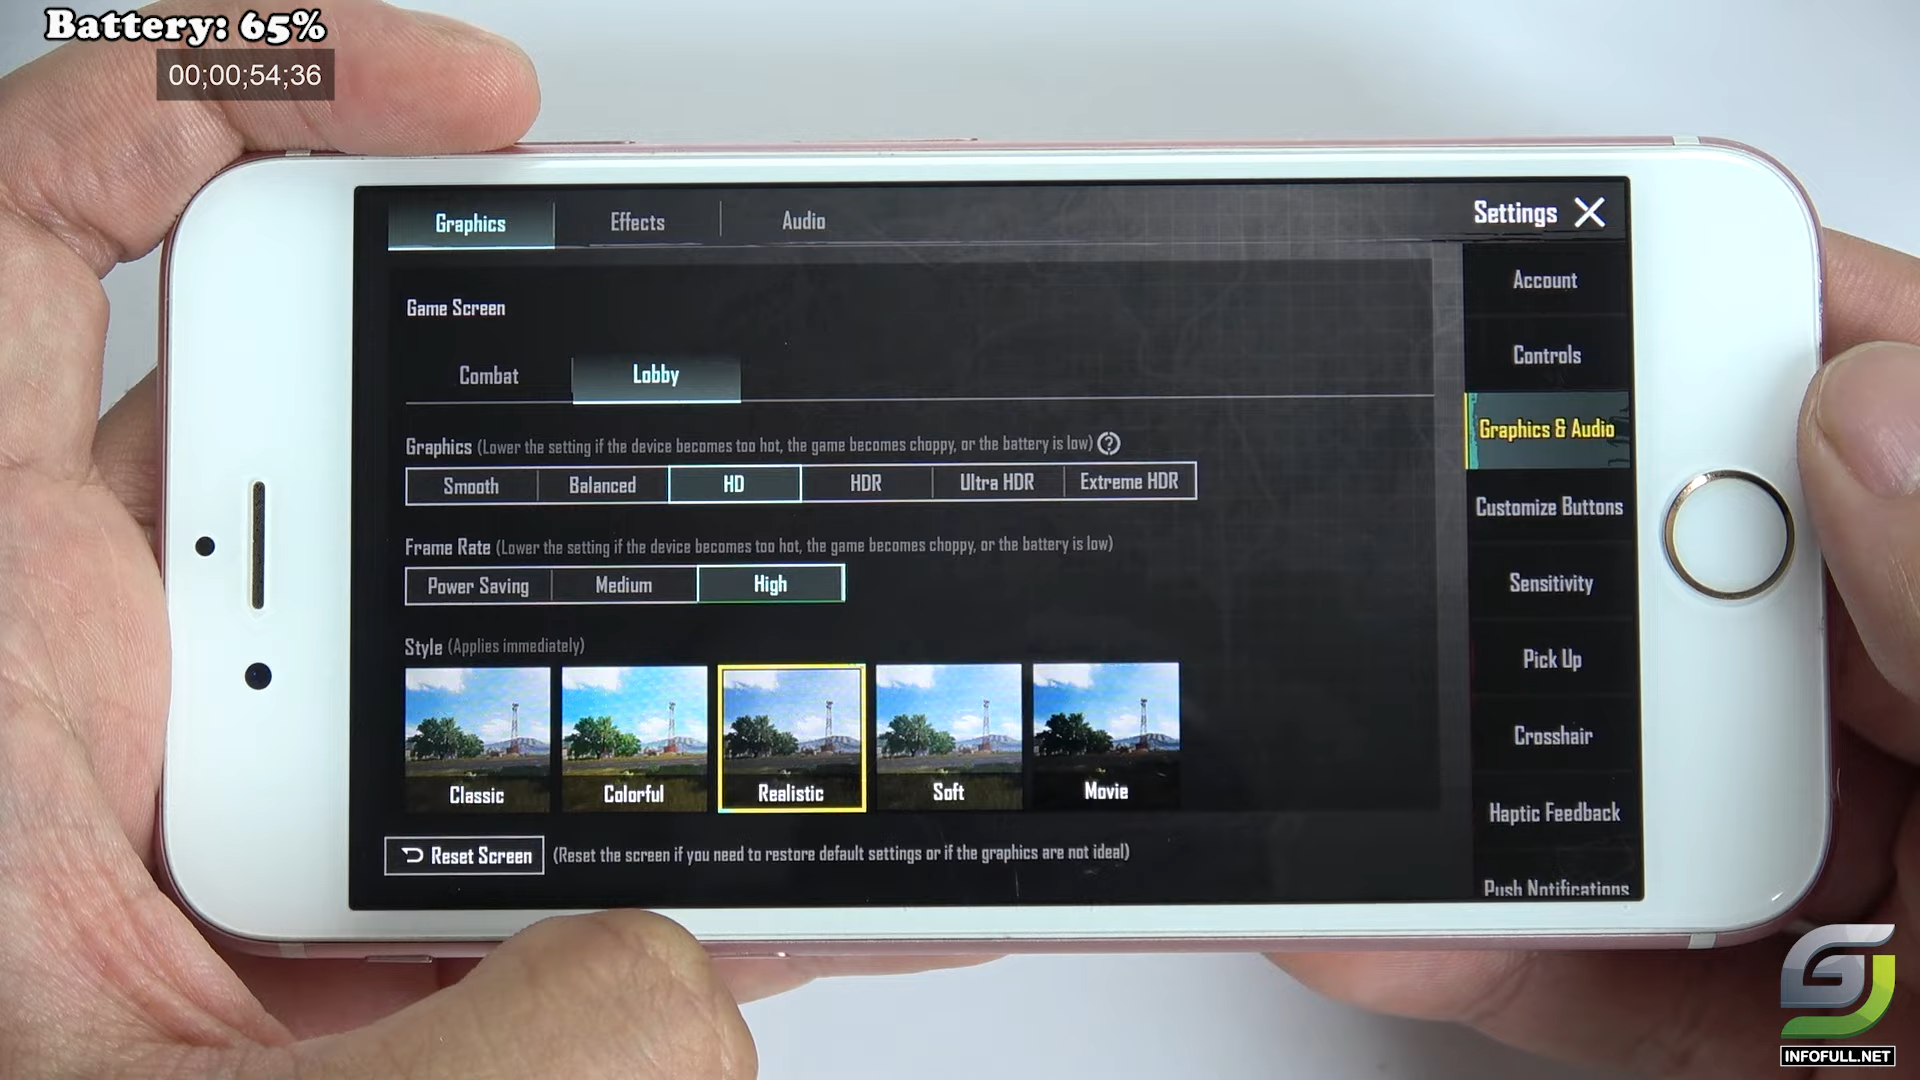 Battery: 65%
00;00;54;36
Graphics
Effects
Audio
Settings
Game Screen
Combat
Lobby
Graphics (Lower the setting if the device becomes too hot, the game becomes choppy, or the battery is low) ?
Smooth
Balanced
HD
HDR
Ultra HDR
Extreme HDR
Frame Rate (Lower the setting if the device becomes too hot, the game becomes choppy, or the battery is low)
Power Saving
Medium
High
Style (Applies immediately)
Classic
Colorful
Realistic
Soft
Movie
Reset Screen
(Reset the screen if you need to restore default settings or if the graphics are not ideal)
Account
Controls
Graphics & Audio
Customize Buttons
Sensitivity
Pick Up
Crosshair
Haptic Feedback
Push Notifications
INFOFULL.NET